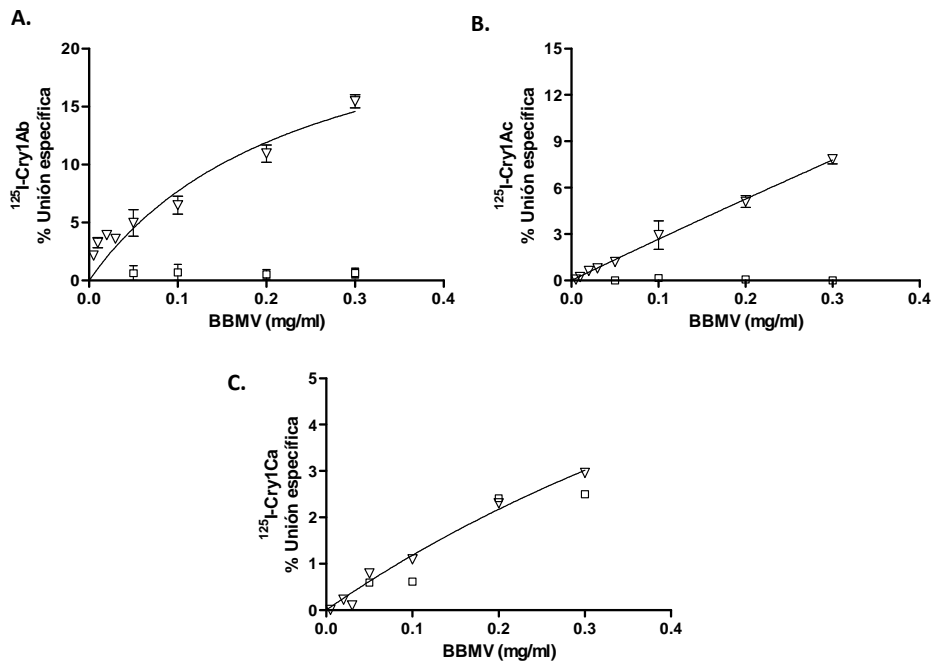 A.
20
15
10
5
0
0.0 0.1 0.2 0.3 0.4
¹²⁵I-Cry1Ab
% Unión específica
BBMV (mg/ml)
B.
15
12
9
6
3
0
0.0 0.1 0.2 0.3 0.4
¹²⁵I-Cry1Ac
% Unión específica
BBMV (mg/ml)
C.
5
4
3
2
1
0
0.0 0.1 0.2 0.3 0.4
¹²⁵I-Cry1Ca
% Unión específica
BBMV (mg/ml)